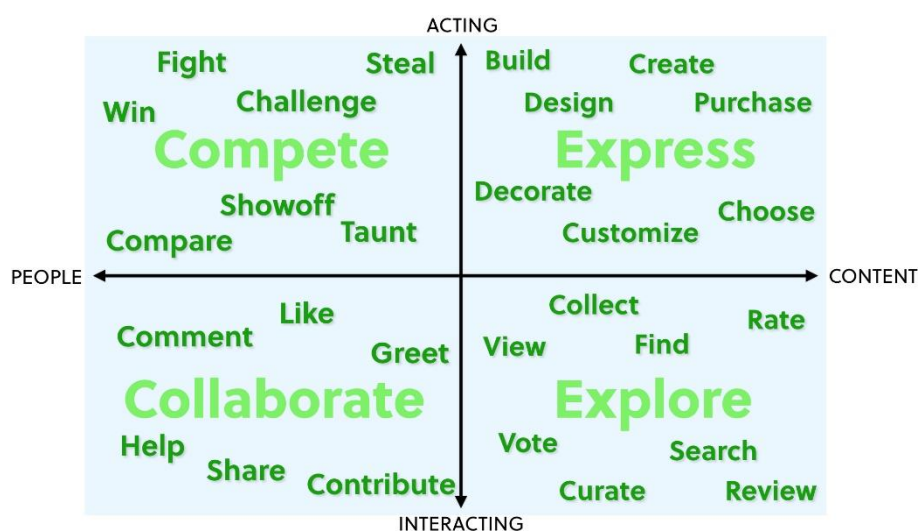 ACTING
Fight
Steal
Win
Challenge
Compete
Showoff
Compare
Taunt
Build
Create
Design
Purchase
Express
Decorate
Choose
Customize
PEOPLE
CONTENT
Like
Comment
Greet
Collaborate
Help
Share
Contribute
Collect
Rate
View
Find
Explore
Vote
Search
Curate
Review
INTERACTING